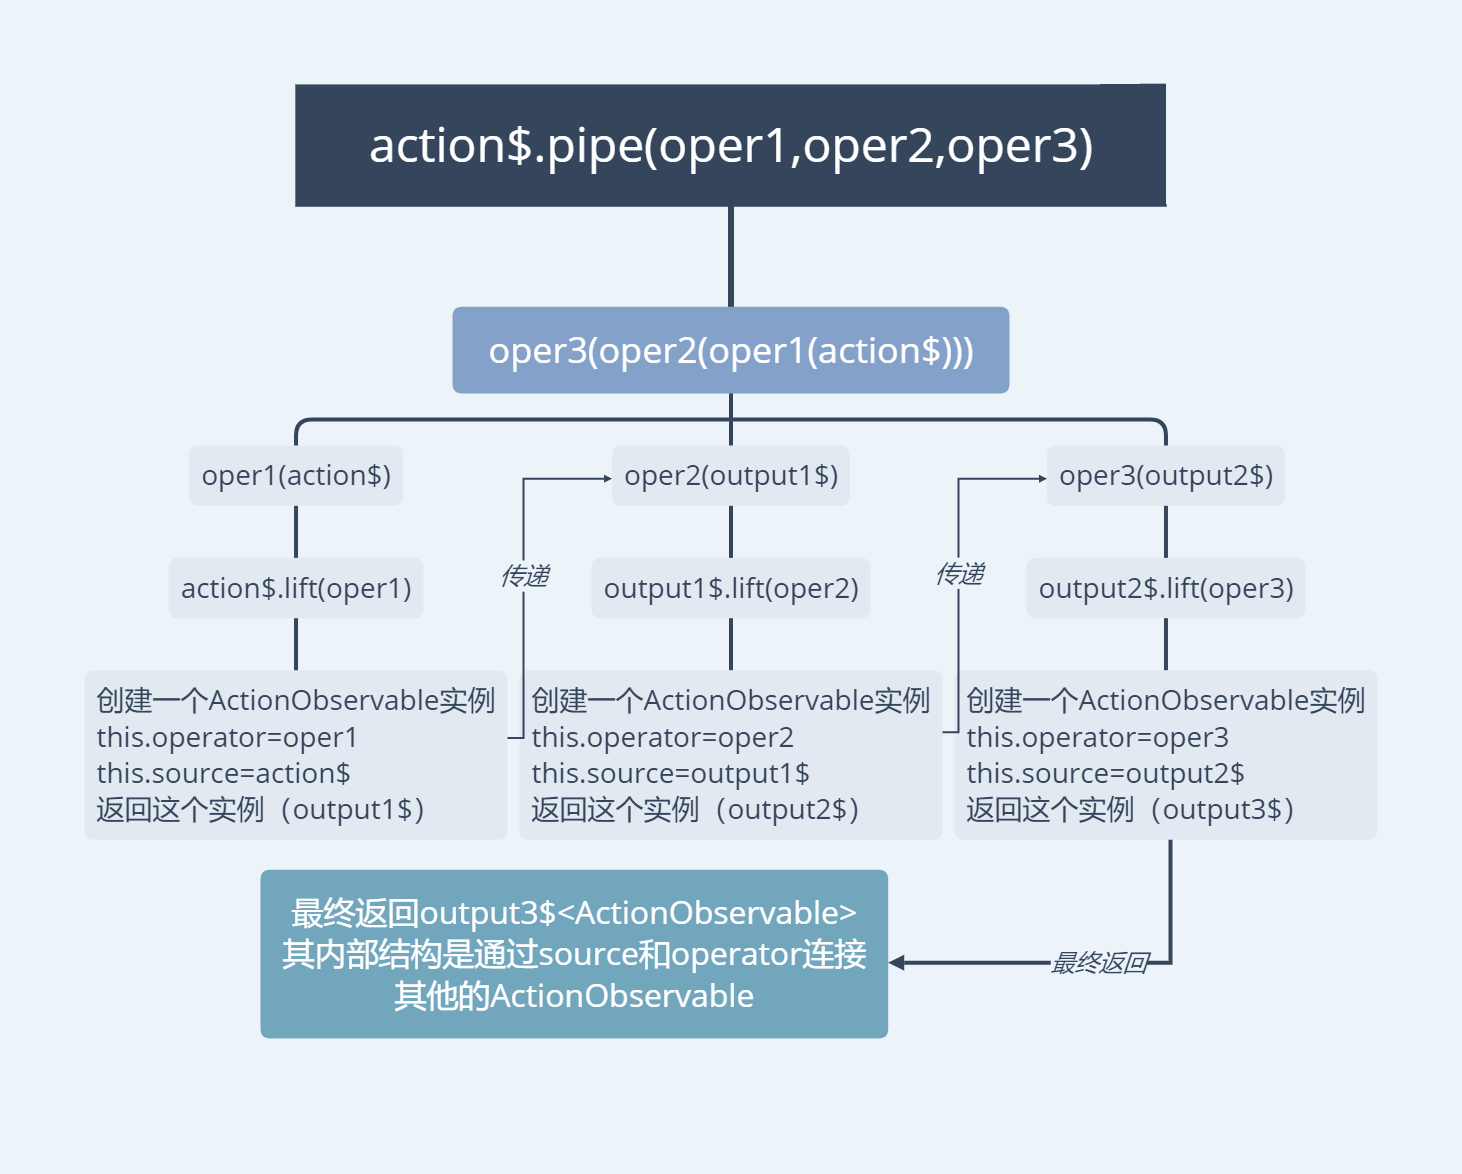 action$.pipe(oper1,oper2,oper3)
oper3(oper2(oper1(action$)))
oper1(action$)
action$.lift(oper1)
创建一个ActionObservable实例
this.operator=oper1
this.source=action$
返回这个实例（output1$）
传递
oper2(output1$)
output1$.lift(oper2)
创建一个ActionObservable实例
this.operator=oper2
this.source=output1$
返回这个实例（output2$）
传递
oper3(output2$)
output2$.lift(oper3)
创建一个ActionObservable实例
this.operator=oper3
this.source=output2$
返回这个实例（output3$）
最终返回
最终返回output3$<ActionObservable>
其内部结构是通过source和operator连接
其他的ActionObservable